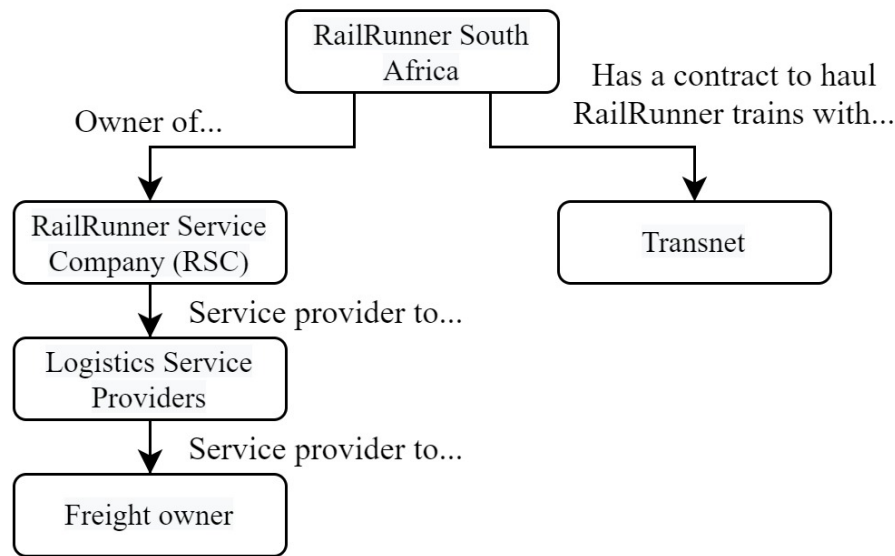 RailRunner South
Africa
Has a contract to haul
RailRunner trains with...
Owner of...
RailRunner Service
Company (RSC)
Transnet
Service provider to...
Logistics Service
Providers
Service provider to...
Freight owner